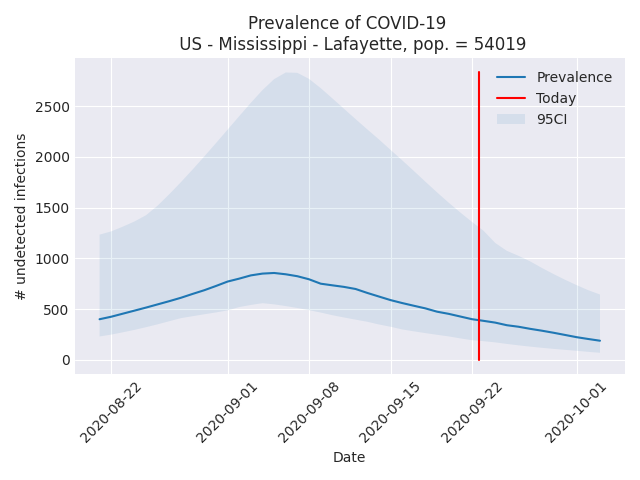 Prevalence of COVID-19
US - Mississippi - Lafayette, pop. = 54019
Prevalence
Today
95CI
# undetected infections
2500
2000
1500
1000
500
0
2020-08-22
2020-09-01
2020-09-08
2020-09-15
2020-09-22
2020-10-01
Date